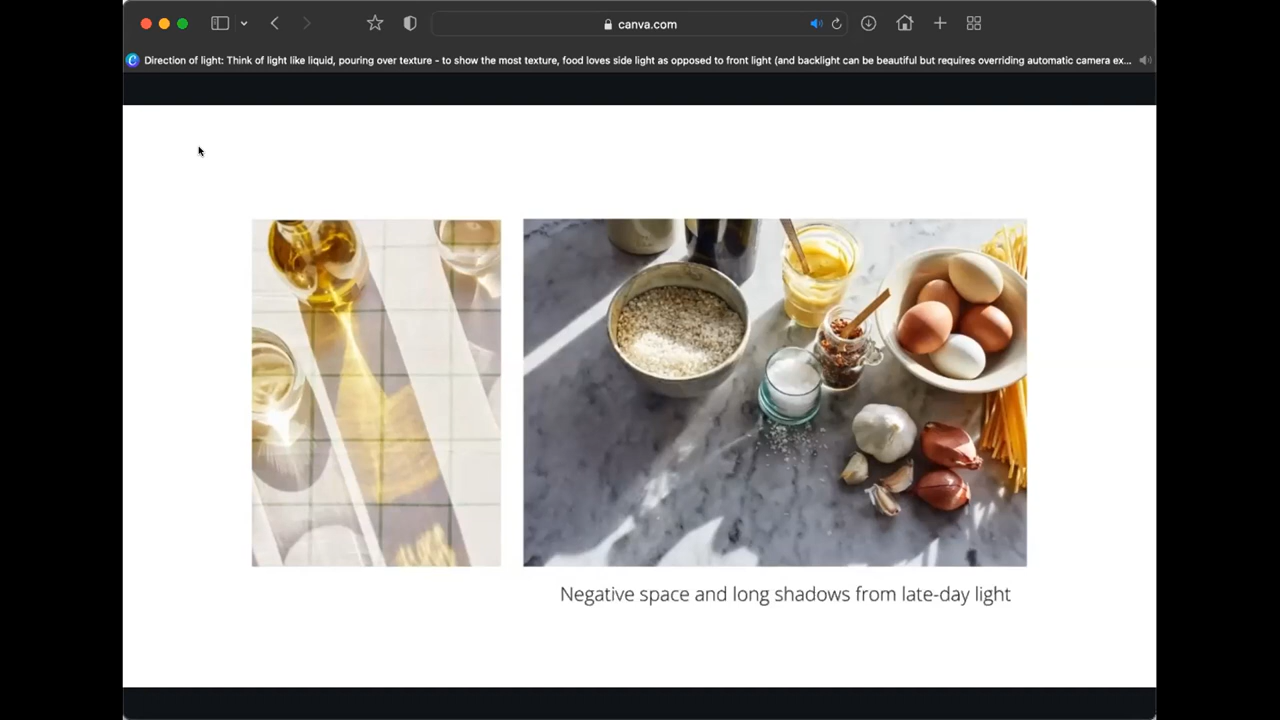 canva.com
Direction of light: Think of light like liquid, pouring over texture - to show the most texture, food loves side light as opposed to front light (and backlight can be beautiful but requires overriding automatic camera ex...
Negative space and long shadows from late-day light